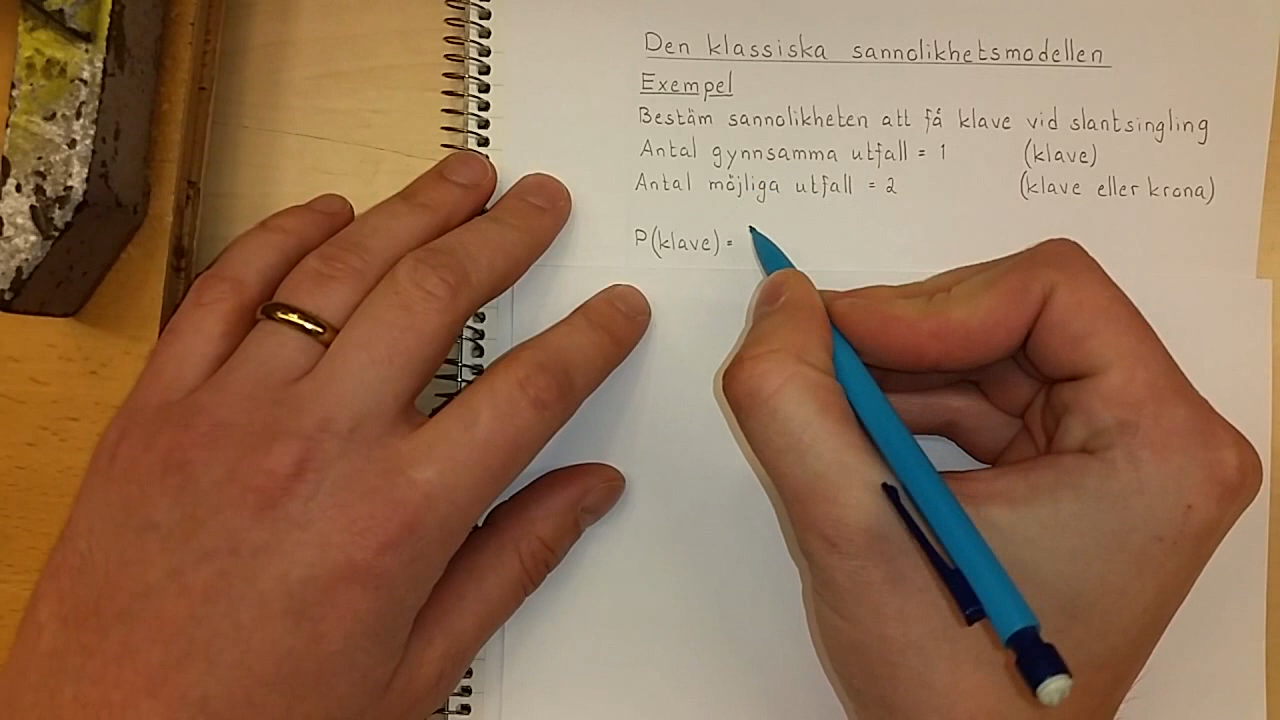 Den klassiska sannolikhetsmodellen
Exempel
Bestäm sannolikheten att få klave vid slantsingling
Antal gynnsamma utfall = 1 (klave)
Antal möjliga utfall = 2 (klave eller krona)
P(klave) =